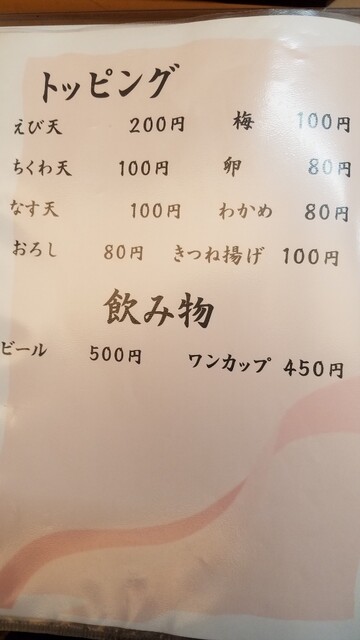 トッピング
えび天 200円 梅 100円
ちくわ天 100円 卵 80円
なす天 100円 わかめ 80円
おろし 80円 きつね揚げ 100円
飲み物
ビール 500円 ワンカップ 450円